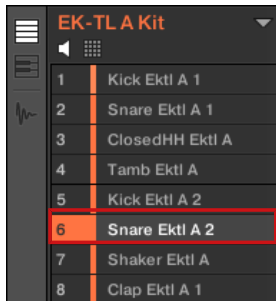 EK-TL A Kit
1 Kick Ektl A 1
2 Snare Ektl A 1
3 ClosedHH Ektl A
4 Tamb Ektl A
5 Kick Ektl A 2
6 Snare Ektl A 2
7 Shaker Ektl A
8 Clap Ektl A 1